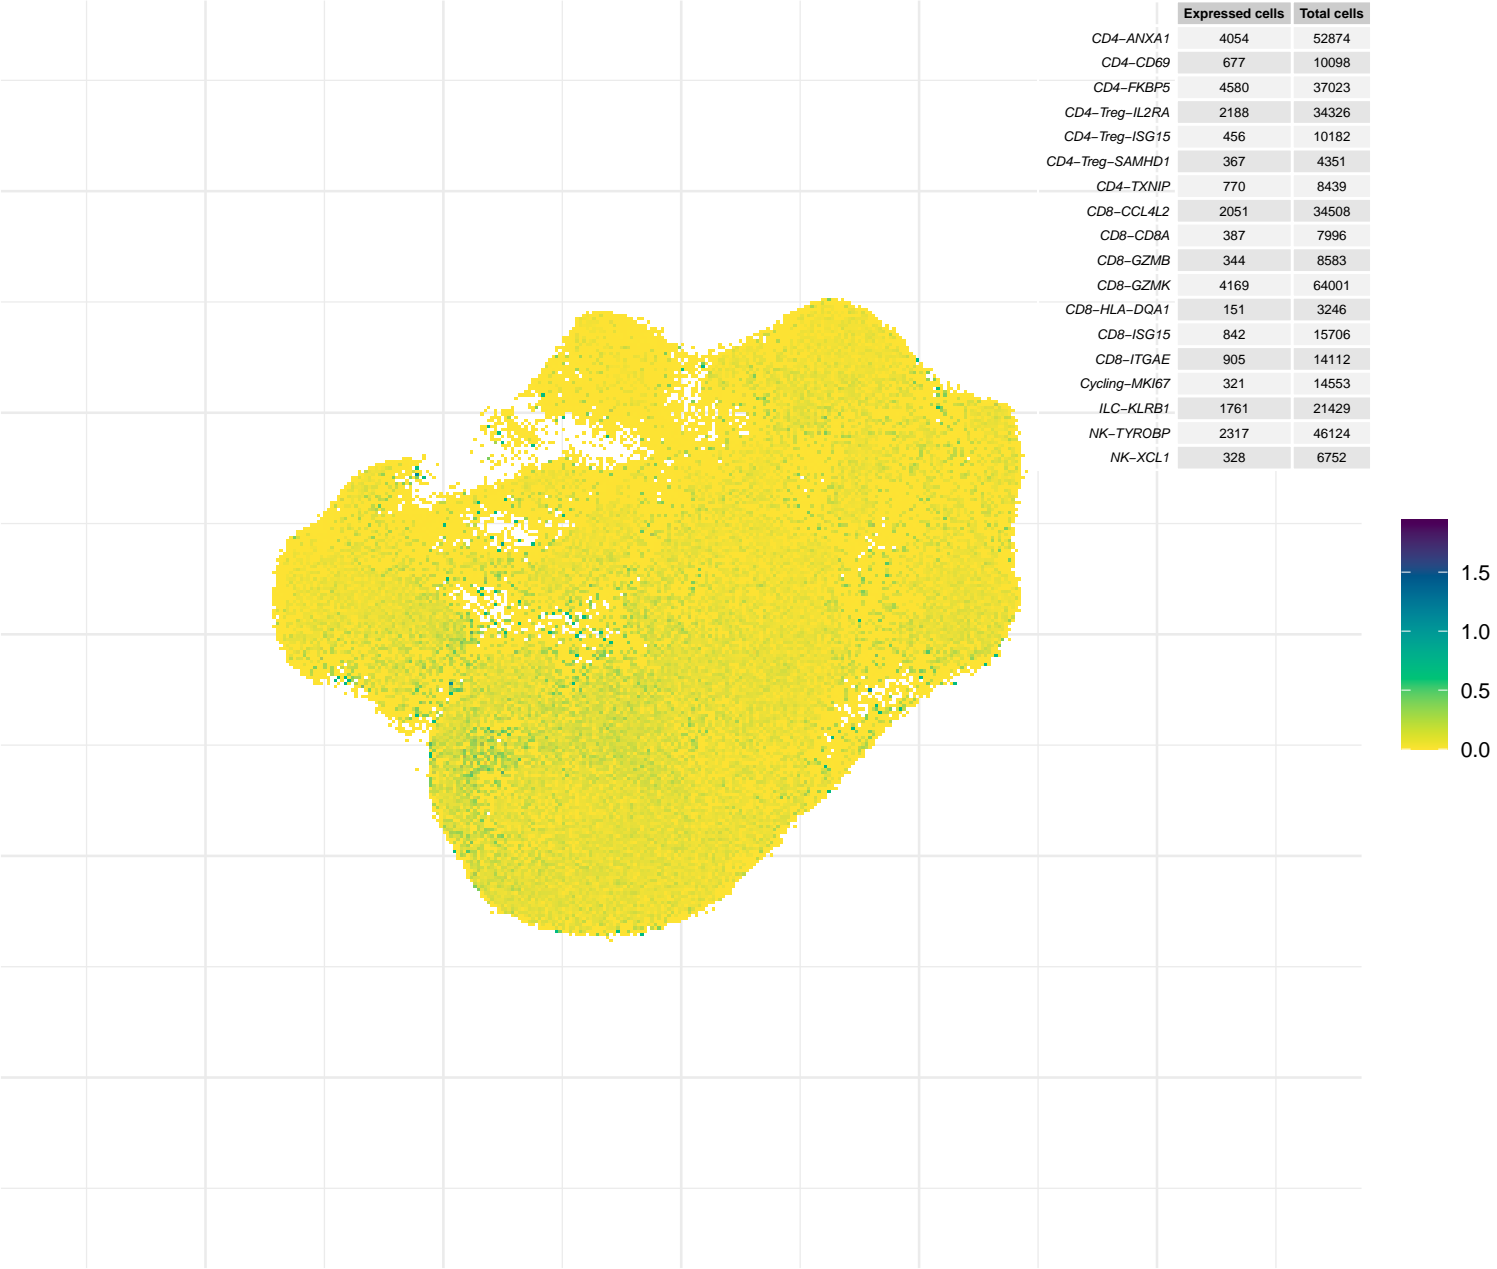 Expressed cells Total cells
CD4−ANXA1 4054 52874
CD4−CD69 677 10098
CD4−FKBP5 4580 37023
CD4−Treg−IL2RA 2188 34326
CD4−Treg−ISG15 456 10182
CD4−Treg−SAMHD1 367 4351
CD4−TXNIP 770 8439
CD8−CCL4L2 2051 34508
CD8−CD8A 387 7996
CD8−GZMB 344 8583
CD8−GZMK 4169 64001
CD8−HLA−DQA1 151 3246
CD8−ISG15 842 15706
CD8−ITGAE 905 14112
Cycling−MKI67 321 14553
ILC−KLRB1 1761 21429
NK−TYROBP 2317 46124
NK−XCL1 328 6752
1.5
1.0
0.5
0.0